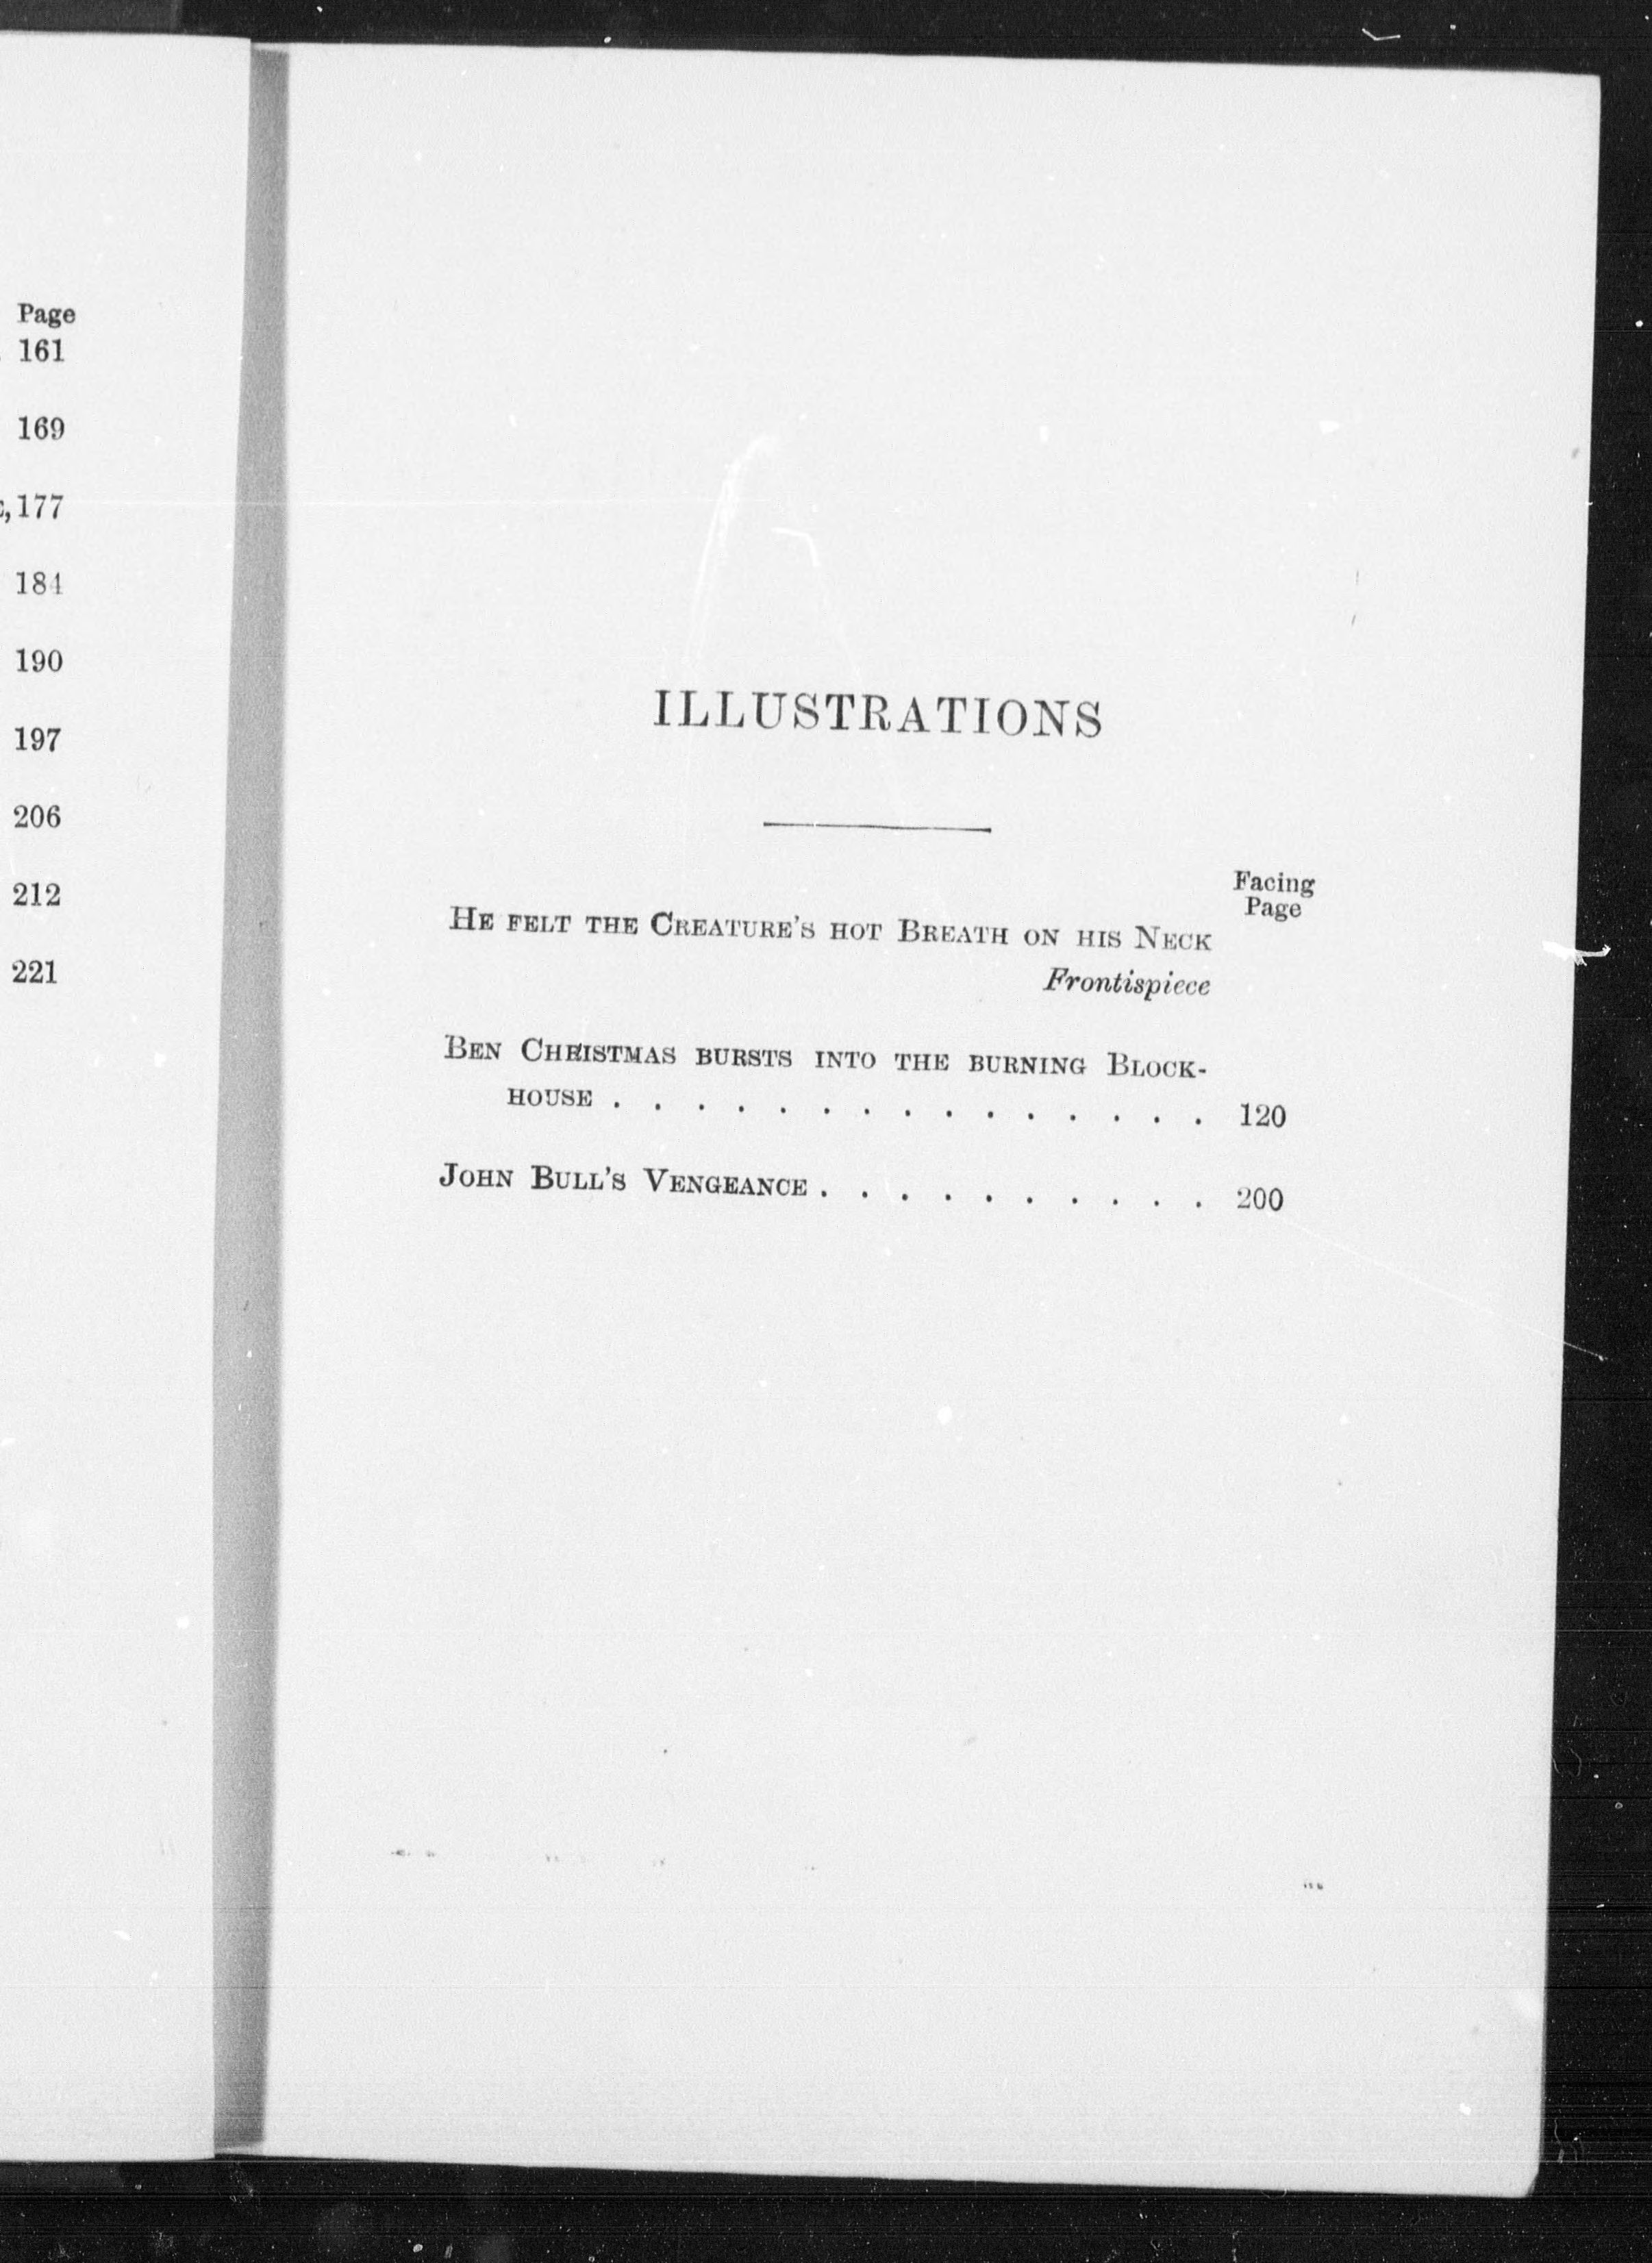 Page
161
169
177
184
190
197
206
212
221
ILLUSTRATIONS
Facing
Page
HE FELT THE CREATURE'S HOT BREATH ON HIS NECK
Frontispiece
BEN CHRISTMAS BURSTS INTO THE BURNING BLOCK-
HOUSE . . . . . . . . . . . . . . . 120
JOHN BULL'S VENGEANCE . . . . . . . . . . 200